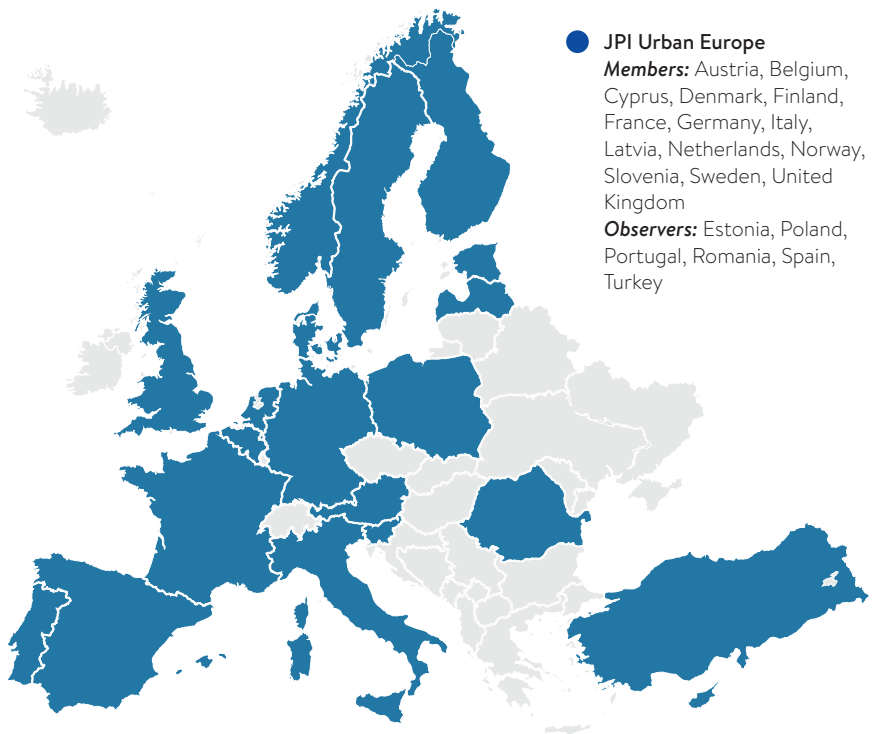 JPI Urban Europe
Members: Austria, Belgium,
Cyprus, Denmark, Finland,
France, Germany, Italy,
Latvia, Netherlands, Norway,
Slovenia, Sweden, United
Kingdom
Observers: Estonia, Poland,
Portugal, Romania, Spain,
Turkey